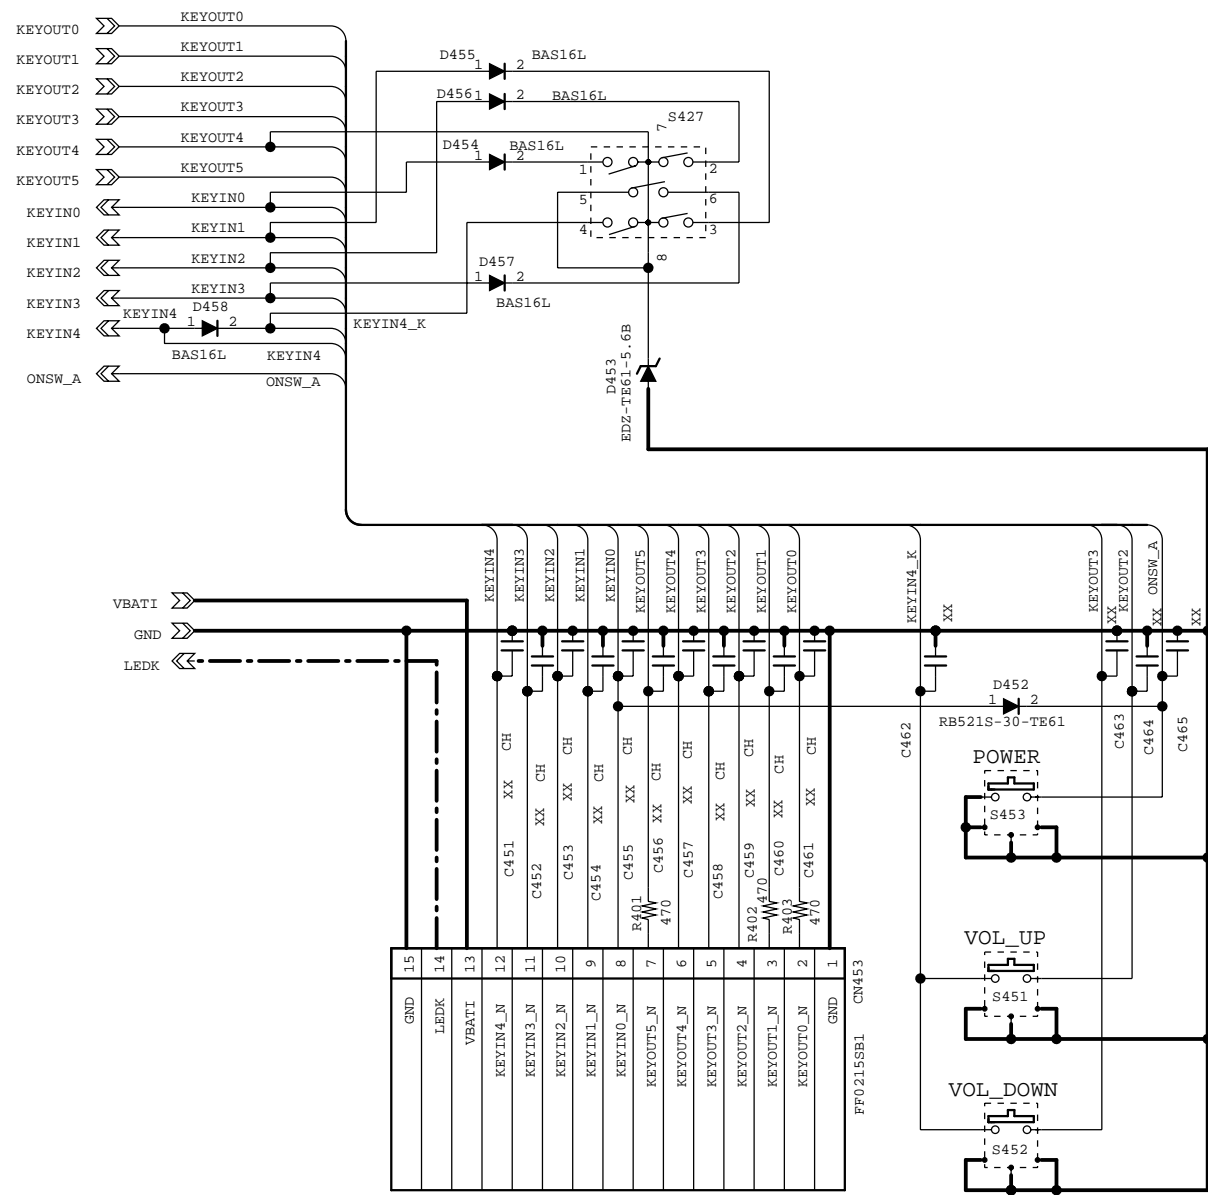 KEYOUT0 KEYOUT0
KEYOUT1 KEYOUT1
KEYOUT2 KEYOUT2
KEYOUT3 KEYOUT3
KEYOUT4 KEYOUT4
KEYOUT5 KEYOUT5
KEYIN0 KEYIN0
KEYIN1 KEYIN1
KEYIN2 KEYIN2
KEYIN3 KEYIN3
KEYIN4 KEYIN4 1 D458 2 KEYIN4_K
BAS16L KEYIN4
ONSW_A ONSW_A
D455 1 2 BAS16L
D456 1 2 BAS16L
D454 1 2 BAS16L
D457 1 2 BAS16L
S427
7
1 2
5 6
4 3
8
D453
EDZ-TE61-5.6B
KEYIN4
KEYIN3
KEYIN2
KEYIN1
KEYIN0
KEYOUT5
KEYOUT4
KEYOUT3
KEYOUT2
KEYOUT1
KEYOUT0
KEYIN4_K
KEYOUT3
KEYOUT2
ONSW_A
VBATI
GND
LEDK
XX
XX
XX
XX
D452
1 2
RB521S-30-TE61
C462
C463
C464
C465
C451 XX CH
C452 XX CH
C453 XX CH
C454 XX CH
C455 XX CH
C456 XX CH
C457 XX CH
C458 XX CH
C459 XX CH
C460 XX CH
C461 XX CH
R401 470
R402 470
R403 470
POWER
S453
VOL_UP
S451
VOL_DOWN
S452
15 14 13 12 11 10 9 8 7 6 5 4 3 2 1
GND
LEDK
VBATI
KEYIN4_N
KEYIN3_N
KEYIN2_N
KEYIN1_N
KEYIN0_N
KEYOUT5_N
KEYOUT4_N
KEYOUT3_N
KEYOUT2_N
KEYOUT1_N
KEYOUT0_N
GND
CN453
FF0215SB1